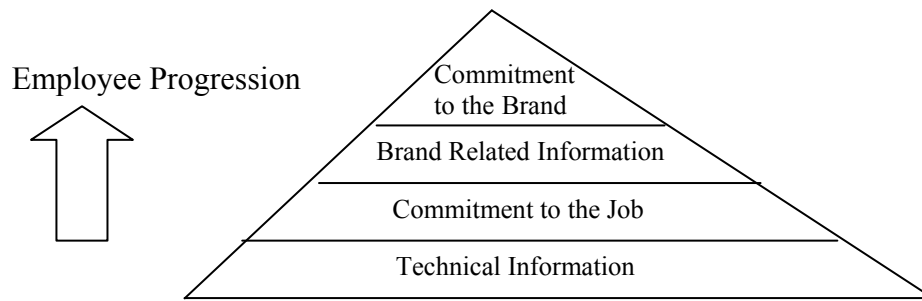 Employee Progression
Commitment
to the Brand
Brand Related Information
Commitment to the Job
Technical Information